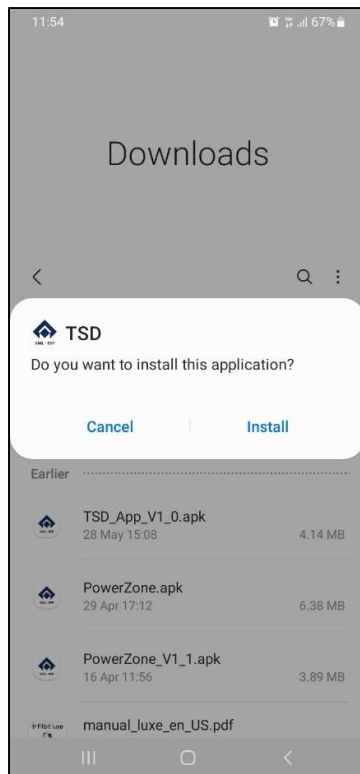 11:54
67%
Downloads
TSD
Do you want to install this application?
Cancel Install
Earlier
TSD_App_V1_0.apk
28 May 15:08 4.14 MB
PowerZone.apk
29 Apr 17:12 6.38 MB
PowerZone_V1_1.apk
16 Apr 11:56 3.89 MB
manual_luxe_en_US.pdf